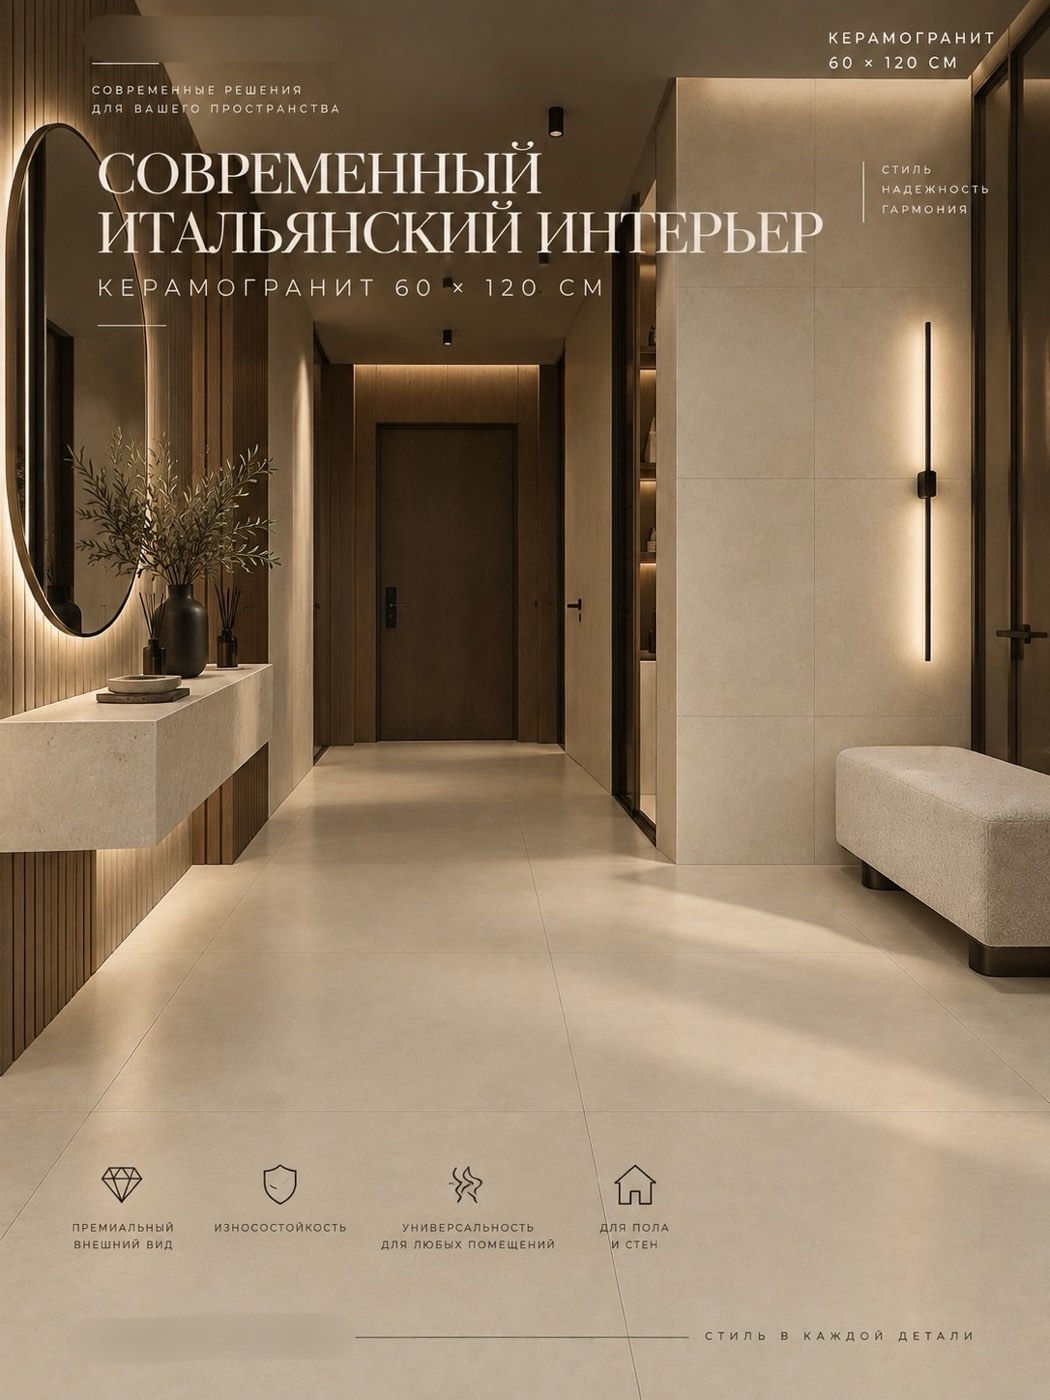 КЕРАМОГРАНИТ
60 × 120 СМ
СОВРЕМЕННЫЕ РЕШЕНИЯ
ДЛЯ ВАШЕГО ПРОСТРАНСТВА
СОВРЕМЕННЫЙ
ИТАЛЬЯНСКИЙ ИНТЕРЬЕР
КЕРАМОГРАНИТ 60 × 120 СМ
СТИЛЬ
НАДЕЖНОСТЬ
ГАРМОНИЯ
ПРЕМИАЛЬНЫЙ
ВНЕШНИЙ ВИД
ИЗНОСОСТОЙКОСТЬ
УНИВЕРСАЛЬНОСТЬ
ДЛЯ ЛЮБЫХ ПОМЕЩЕНИЙ
ДЛЯ ПОЛА
И СТЕН
СТИЛЬ В КАЖДОЙ ДЕТАЛИ